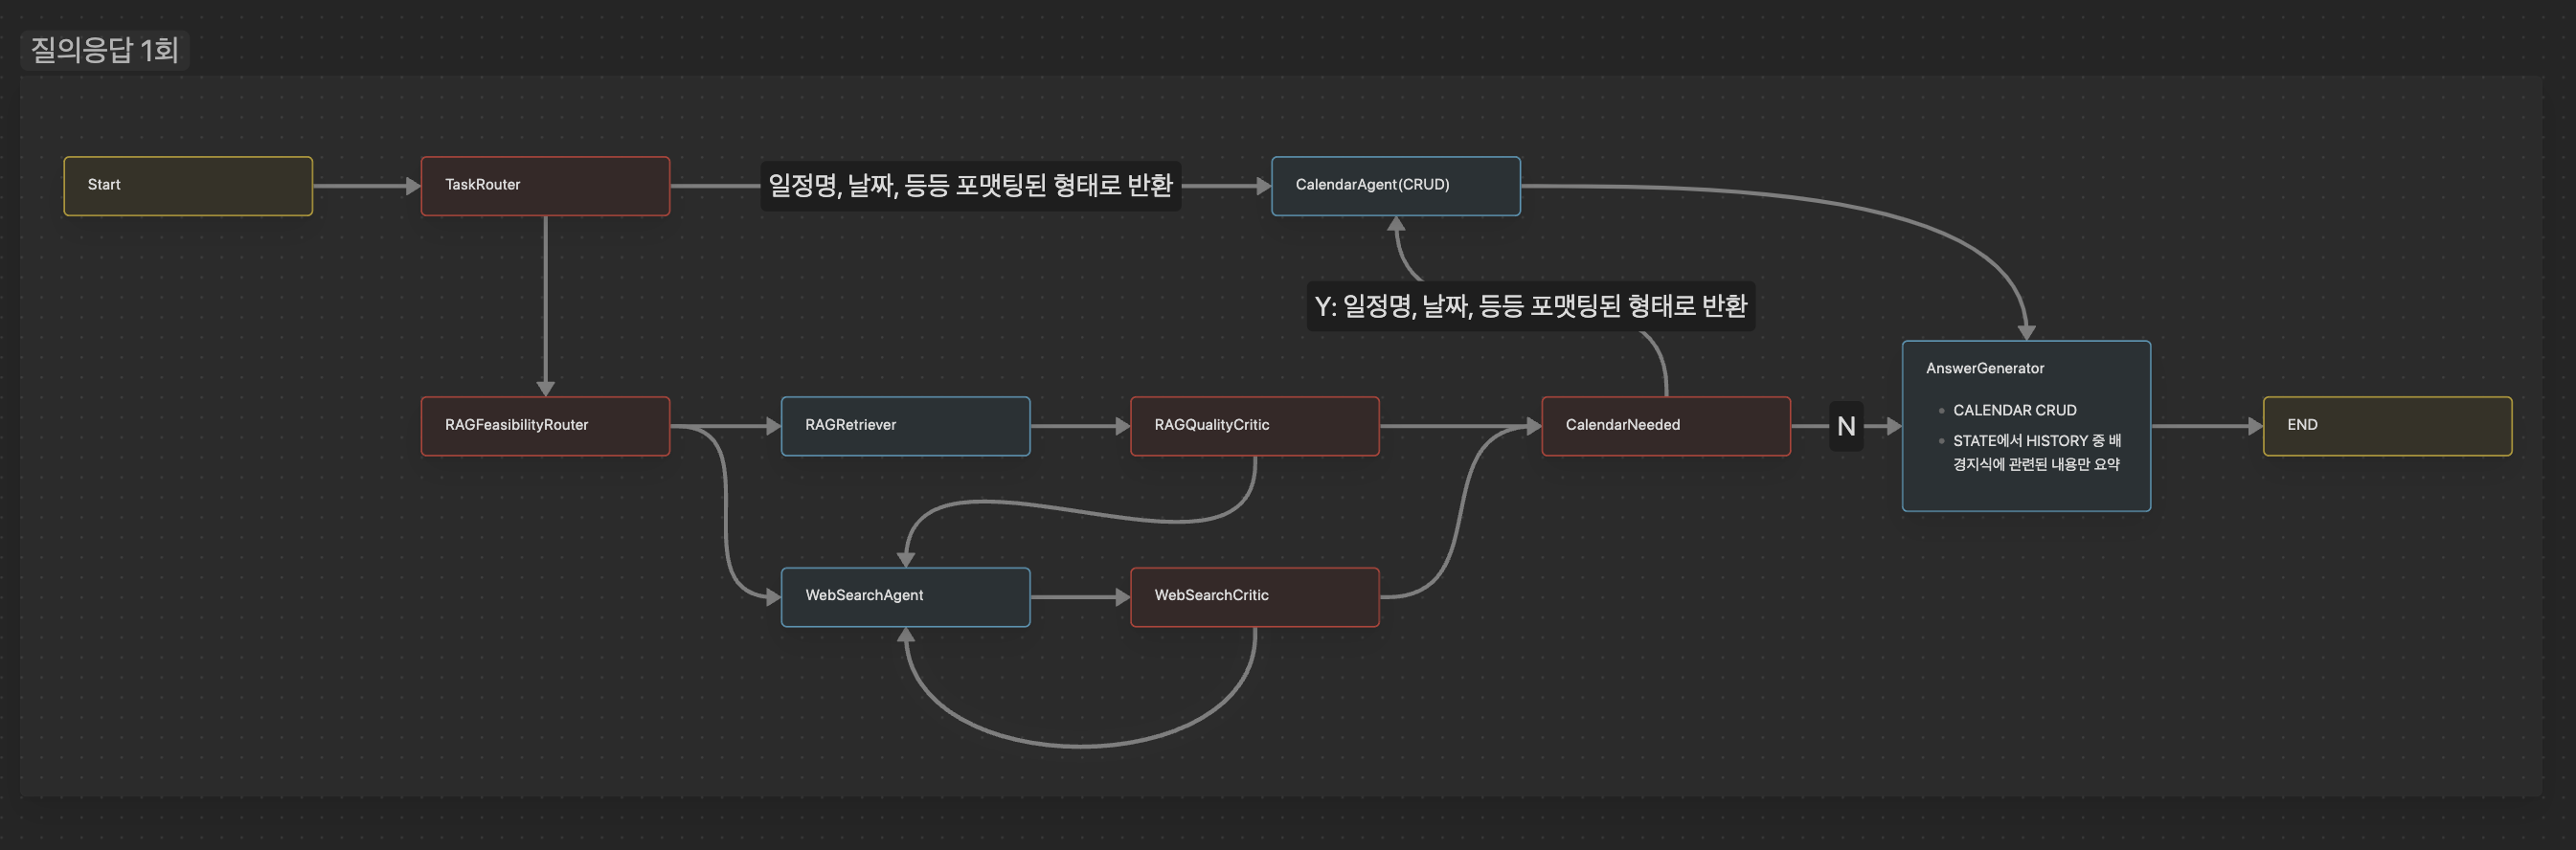 질의응답 1회
Start
TaskRouter
일정명, 날짜, 등등 포맷팅된 형태로 반환
CalendarAgent(CRUD)
Y: 일정명, 날짜, 등등 포맷팅된 형태로 반환
RAGFeasibilityRouter
RAGRetriever
RAGQualityCritic
CalendarNeeded
N
AnswerGenerator
CALENDAR CRUD
STATE에서 HISTORY 중 배
경지식에 관련된 내용만 요약
END
WebSearchAgent
WebSearchCritic